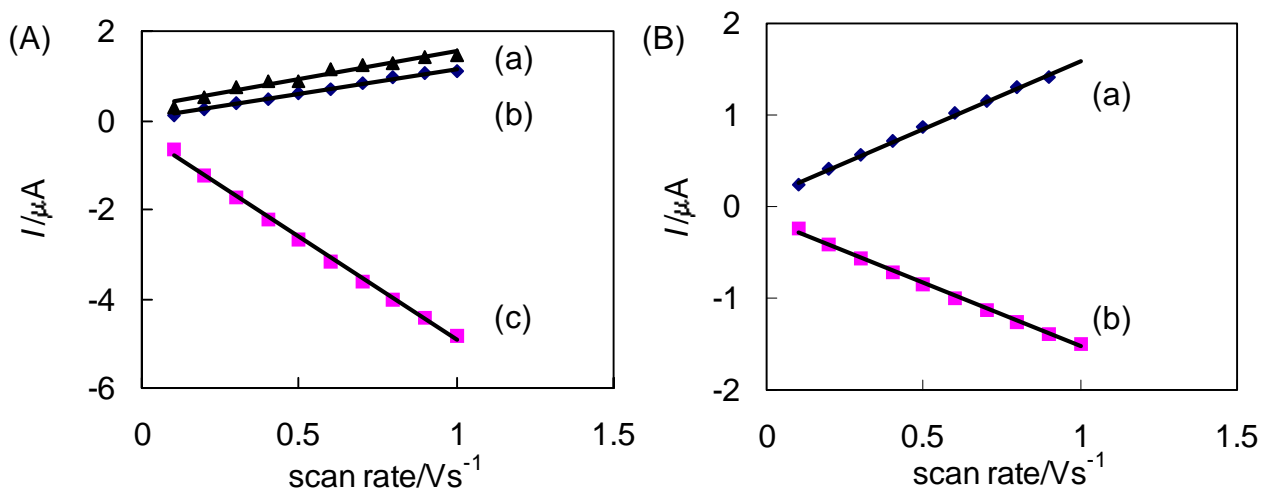 (A)
2
0
-2
-4
-6
I/μA
(a)
(b)
(c)
0 0.5 1 1.5
scan rate/Vs⁻¹
(B)
2
1
0
-1
-2
I/μA
(a)
(b)
0 0.5 1 1.5
scan rate/Vs⁻¹